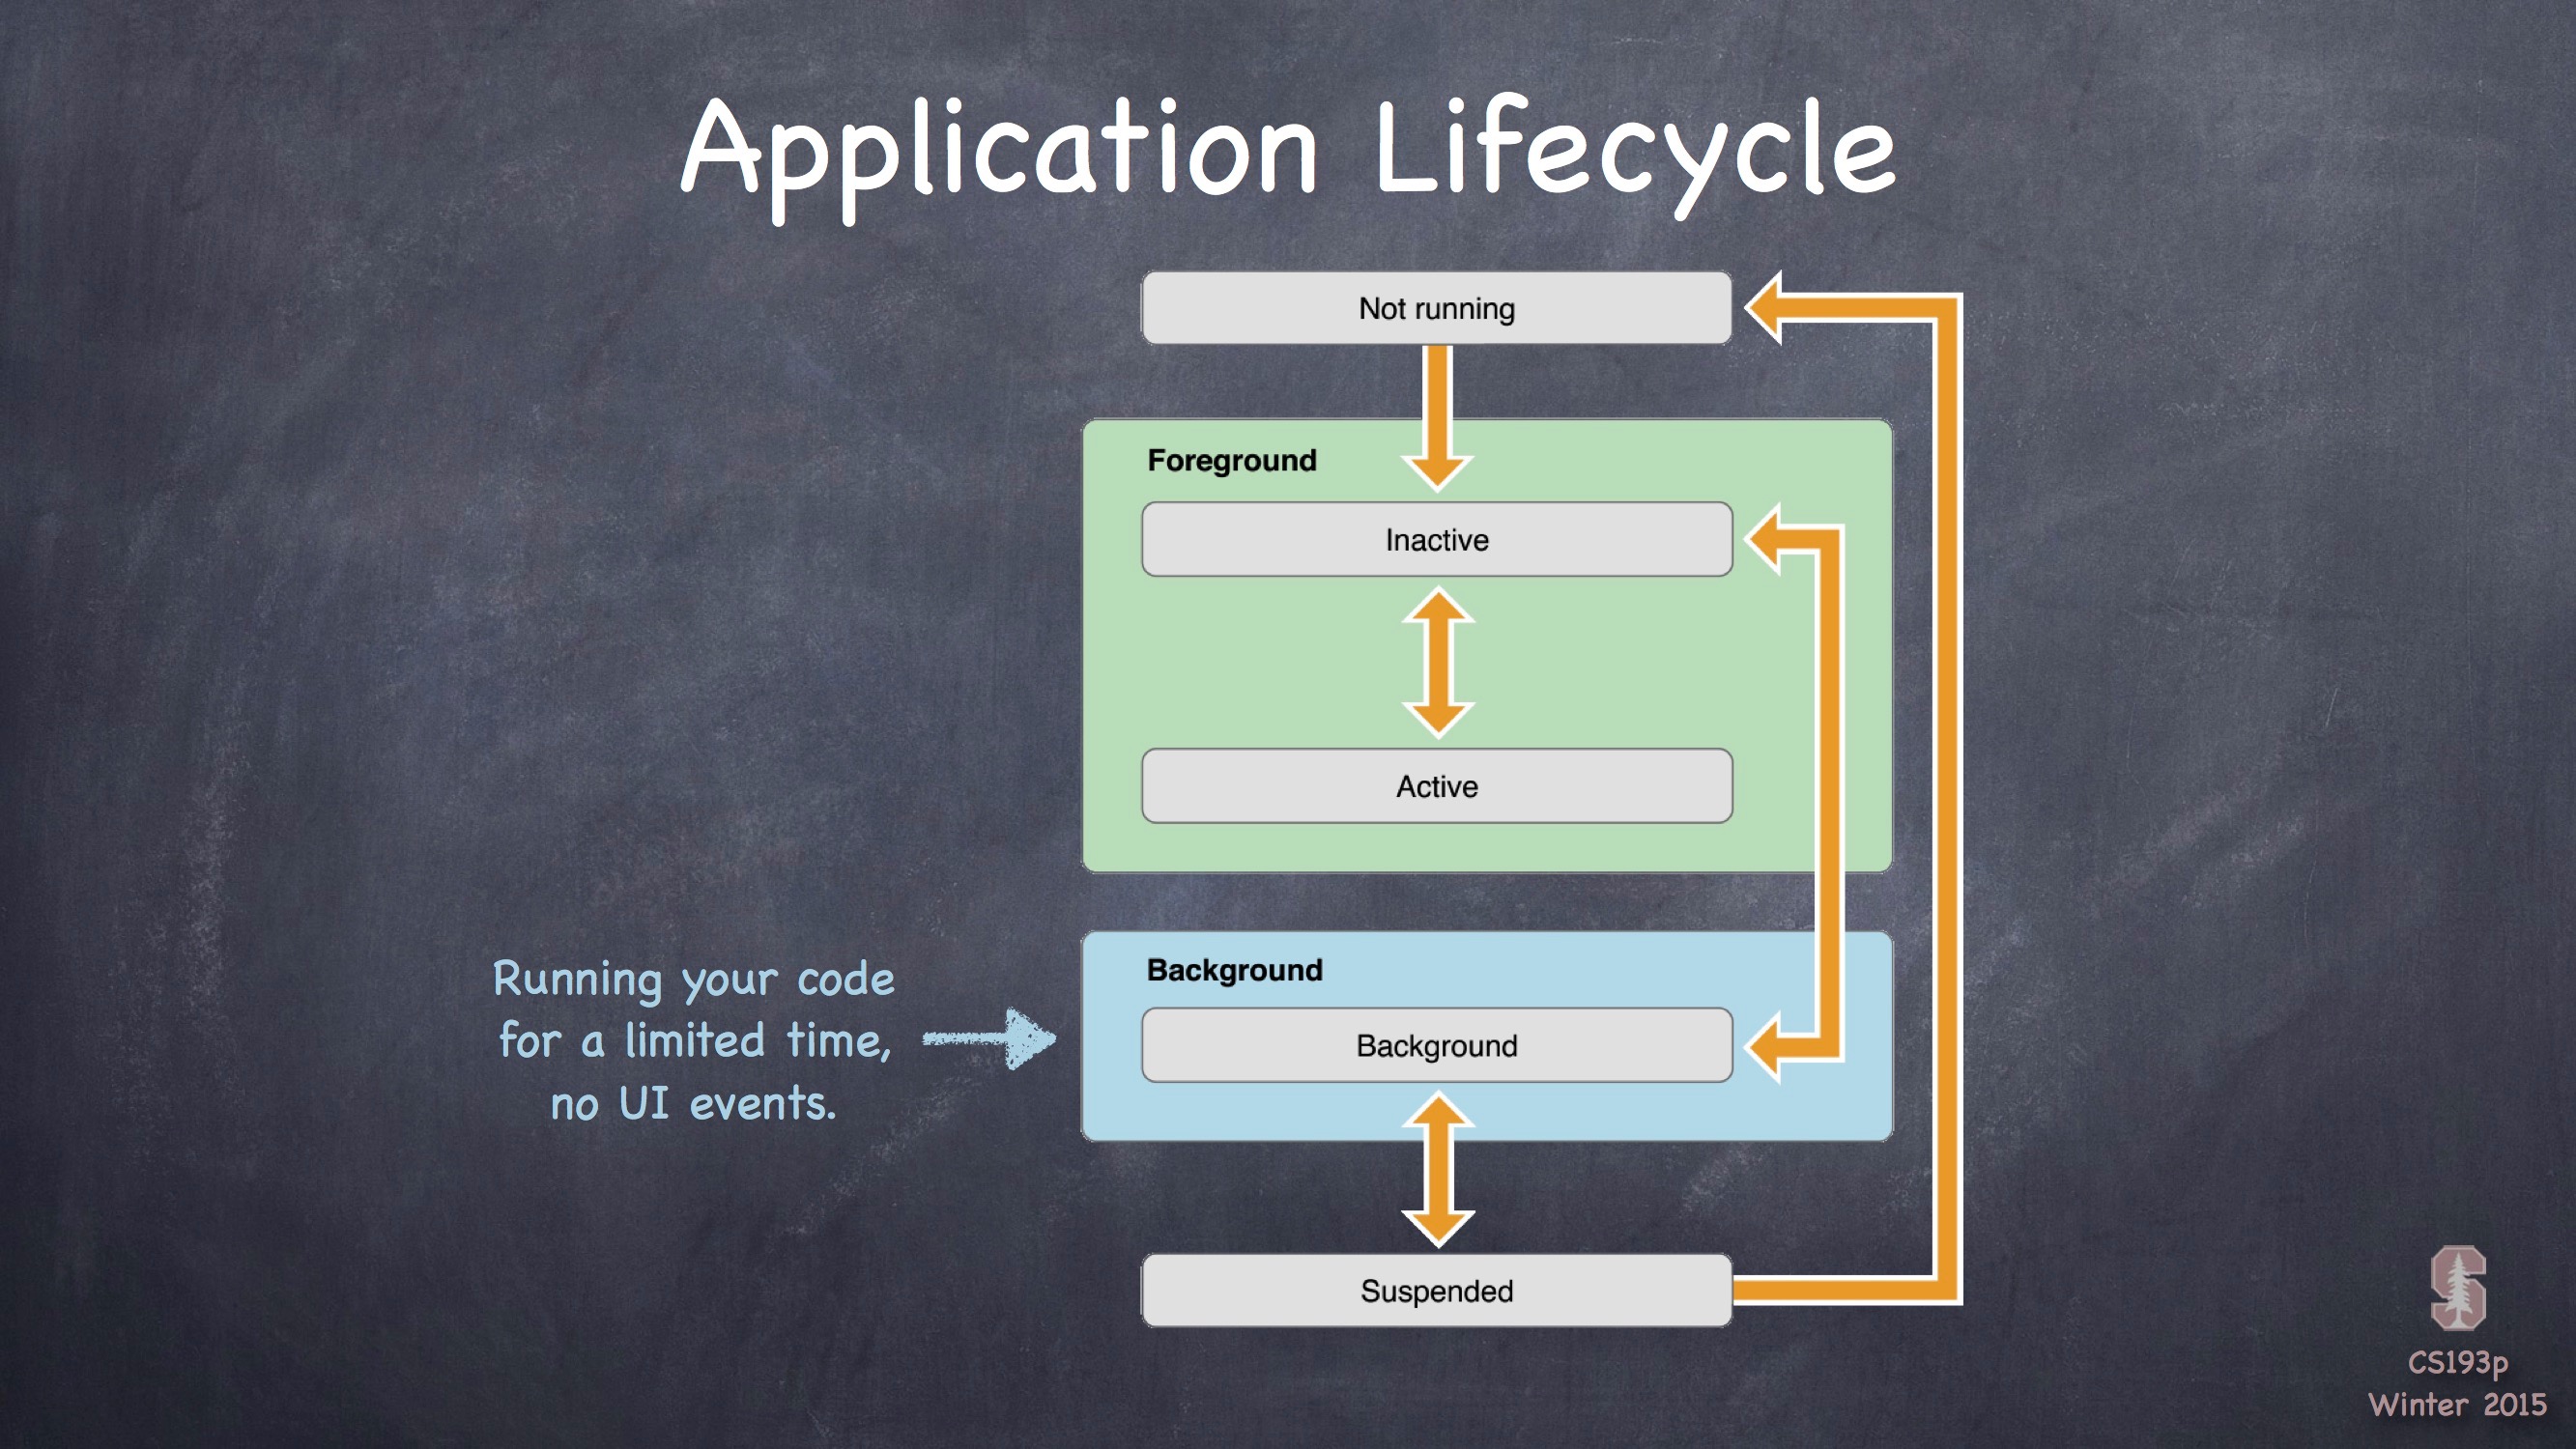 Application Lifecycle
Not running
Foreground
Inactive
Active
Running your code
for a limited time,
no UI events.
Background
Background
Suspended
CS193p
Winter 2015